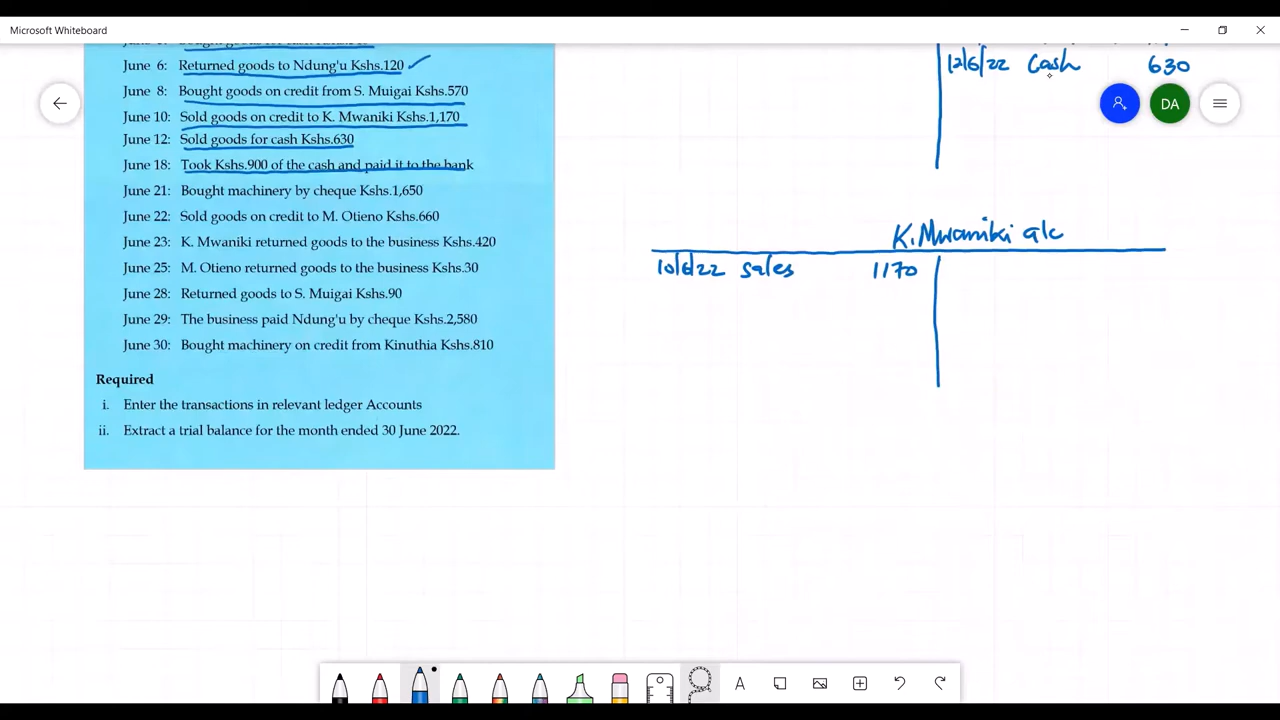 Microsoft Whiteboard
June 6: Returned goods to Ndung'u Kshs.120
June 8: Bought goods on credit from S. Muigai Kshs.570
June 10: Sold goods on credit to K. Mwaniki Kshs.1,170
June 12: Sold goods for cash Kshs.630
June 18: Took Kshs.900 of the cash and paid it to the bank
June 21: Bought machinery by cheque Kshs.1,650
June 22: Sold goods on credit to M. Otieno Kshs.660
June 23: K. Mwaniki returned goods to the business Kshs.420
June 25: M. Otieno returned goods to the business Kshs.30
June 28: Returned goods to S. Muigai Kshs.90
June 29: The business paid Ndung'u by cheque Kshs.2,580
June 30: Bought machinery on credit from Kinuthia Kshs.810
Required
i. Enter the transactions in relevant ledger Accounts
ii. Extract a trial balance for the month ended 30 June 2022.
12/6/22 Cash 630
DA
K. Mwaniki a/c
10/6/22 sales 1170
A